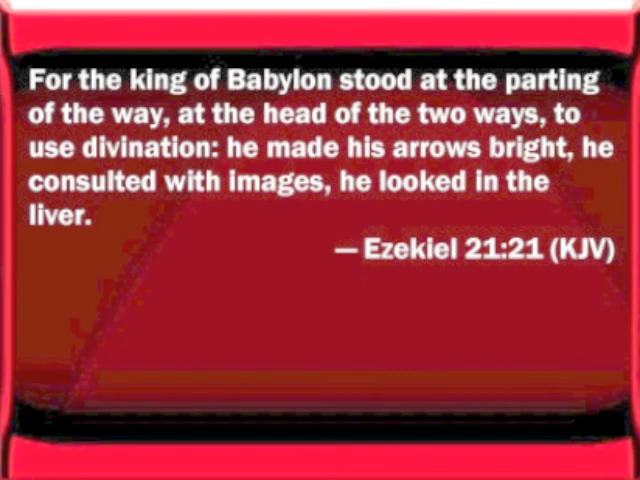 For the king of Babylon stood at the parting
of the way, at the head of the two ways, to
use divination: he made his arrows bright, he
consulted with images, he looked in the
liver.
— Ezekiel 21:21 (KJV)